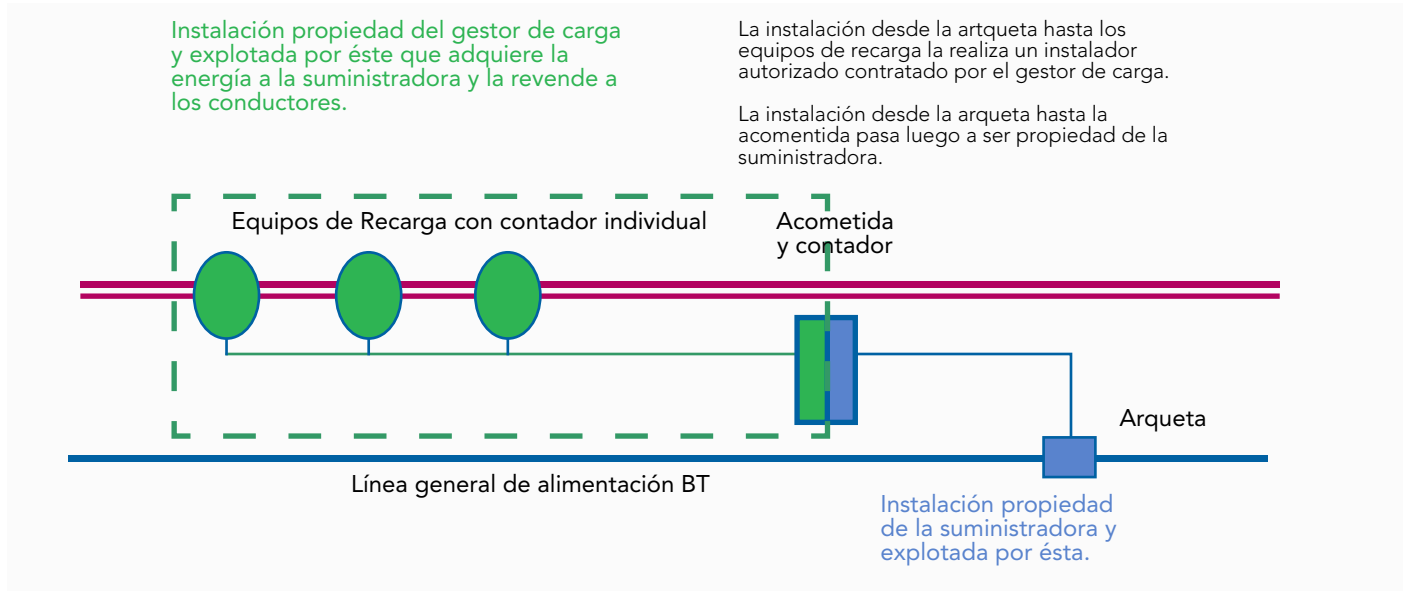 Instalación propiedad del gestor de carga
y explotada por éste que adquiere la
energía a la suministradora y la revende a
los conductores.
La instalación desde la artqueta hasta los
equipos de recarga la realiza un instalador
autorizado contratado por el gestor de carga.
La instalación desde la arqueta hasta la
acomentida pasa luego a ser propiedad de la
suministradora.
Equipos de Recarga con contador individual
Acometida
y contador
Arqueta
Línea general de alimentación BT
Instalación propiedad
de la suministradora y
explotada por ésta.